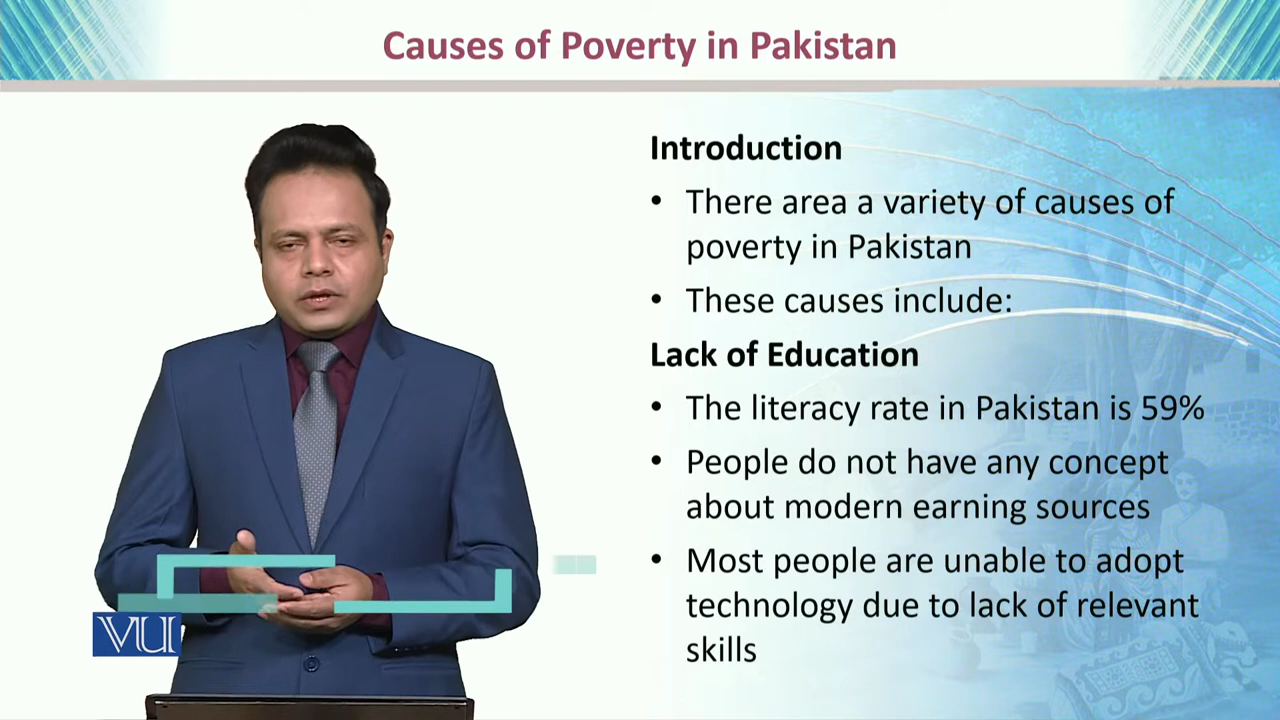 Causes of Poverty in Pakistan
Introduction
• There area a variety of causes of
poverty in Pakistan
• These causes include:
Lack of Education
• The literacy rate in Pakistan is 59%
• People do not have any concept
about modern earning sources
• Most people are unable to adopt
technology due to lack of relevant
skills
VU